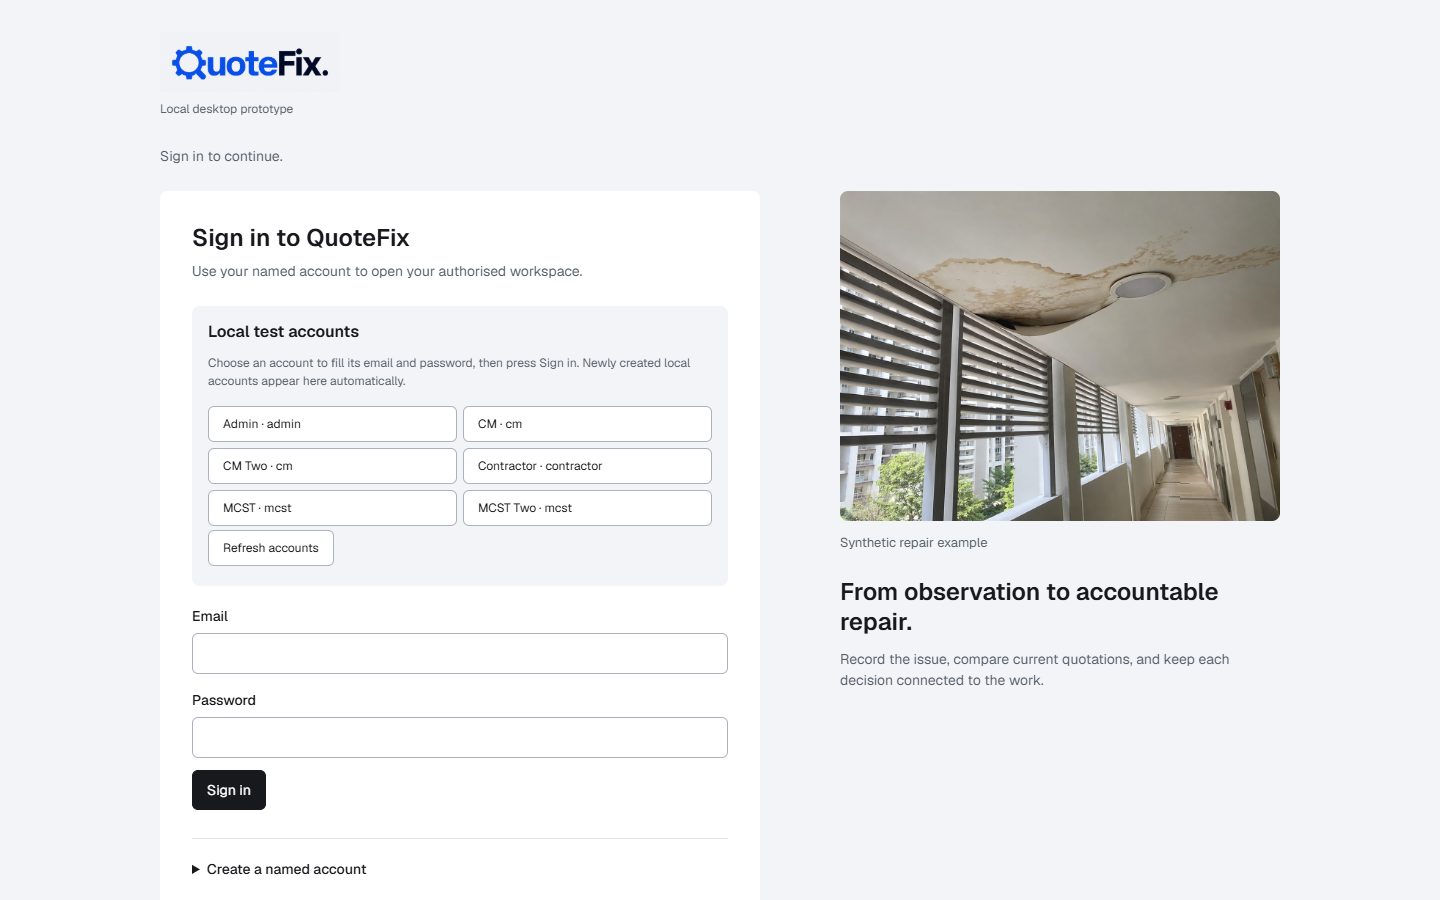 QuoteFix.
Local desktop prototype
Sign in to continue.
Sign in to QuoteFix
Use your named account to open your authorised workspace.
Local test accounts
Choose an account to fill its email and password, then press Sign in. Newly created local
accounts appear here automatically.
Admin · admin
CM · cm
CM Two · cm
Contractor · contractor
MCST · mcst
MCST Two · mcst
Refresh accounts
Email
Password
Sign in
Create a named account
Synthetic repair example
From observation to accountable
repair.
Record the issue, compare current quotations, and keep each
decision connected to the work.